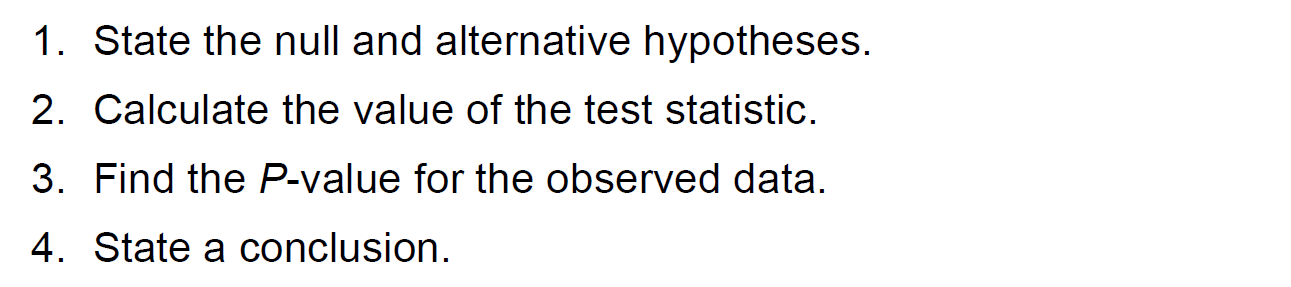 1. State the null and alternative hypotheses.
2. Calculate the value of the test statistic.
3. Find the P-value for the observed data.
4. State a conclusion.